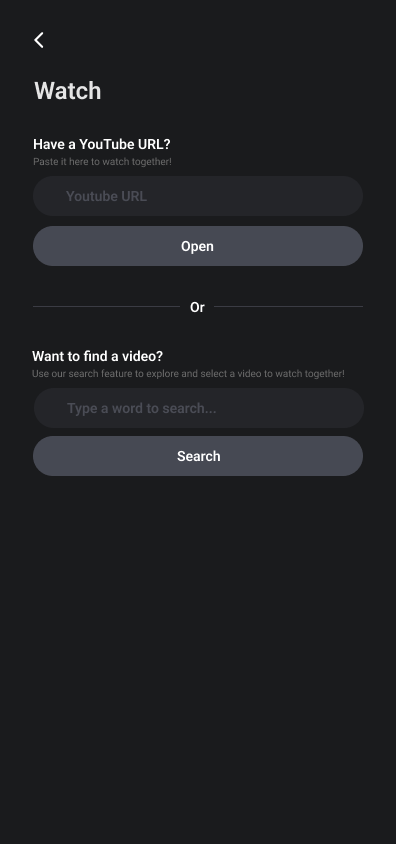 Watch
Have a YouTube URL?
Paste it here to watch together!
Youtube URL
Open
Or
Want to find a video?
Use our search feature to explore and select a video to watch together!
Type a word to search...
Search